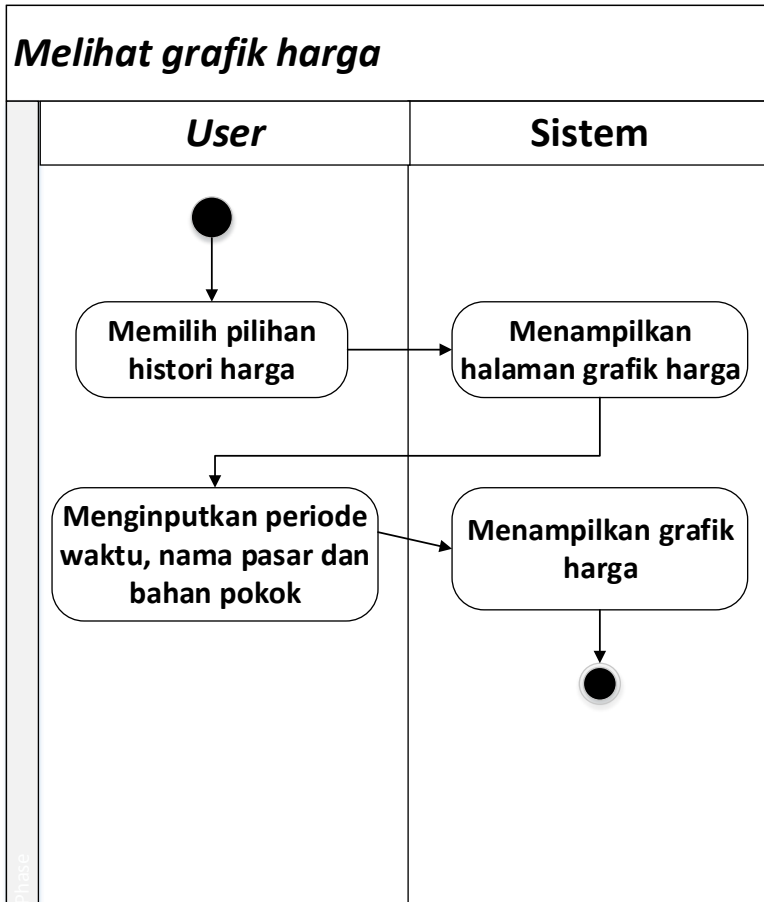 Melihat grafik harga
User
Sistem
Memilih pilihan
histori harga
Menampilkan
halaman grafik harga
Menginputkan periode
waktu, nama pasar dan
bahan pokok
Menampilkan grafik
harga
Phase